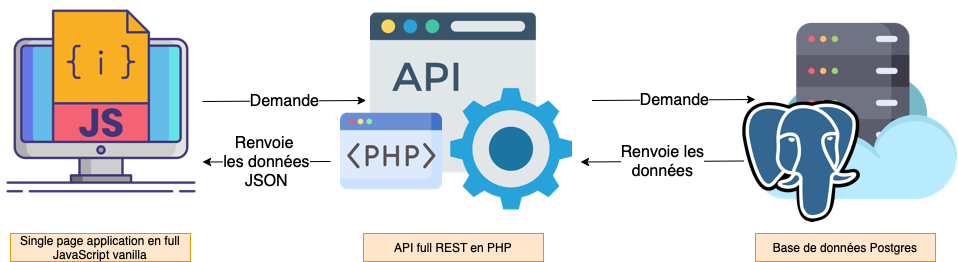 { i }
JS
Demande
Renvoie
les données
JSON
API
<PHP>
Demande
Renvoie les
données
Single page application en full
JavaScript vanilla
API full REST en PHP
Base de données Postgres